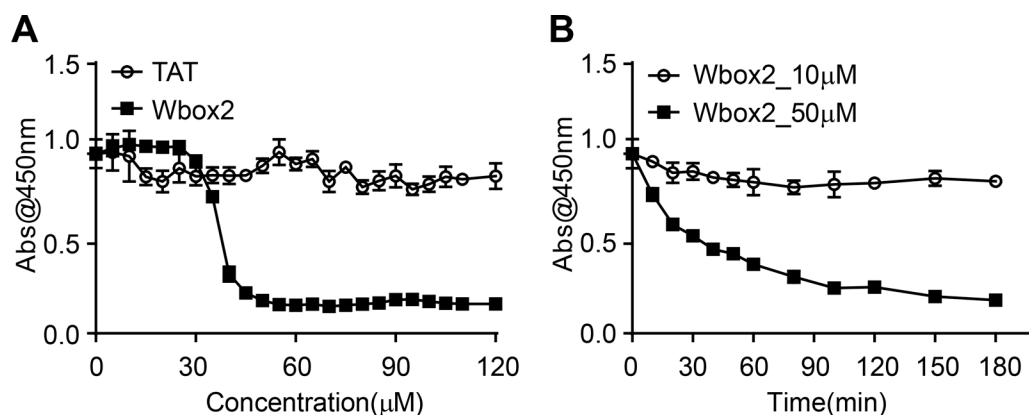 A
TAT
Wbox2
1.5
1.0
0.5
0.0
Abs@450nm
0 30 60 90 120
Concentration(μM)
B
Wbox2_10μM
Wbox2_50μM
1.5
1.0
0.5
0.0
Abs@450nm
0 30 60 90 120 150 180
Time(min)